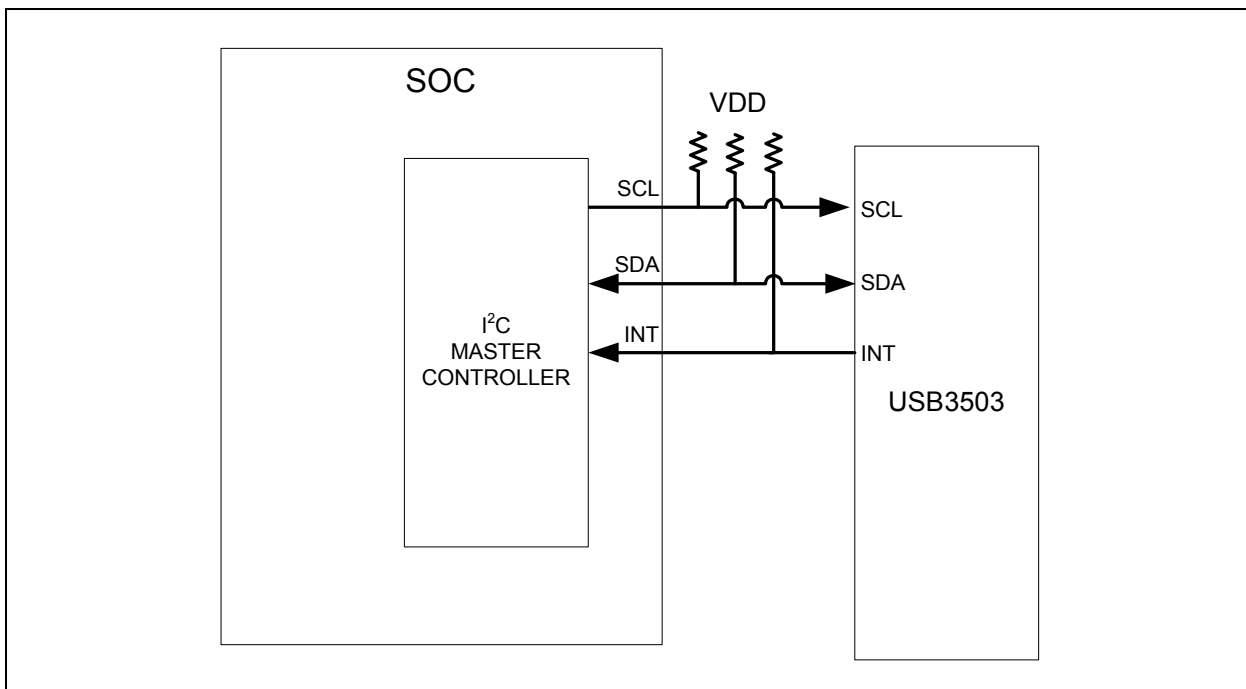 SOC
VDD
SCL
SCL
SDA
SDA
INT
INT
I²C
MASTER
CONTROLLER
USB3503